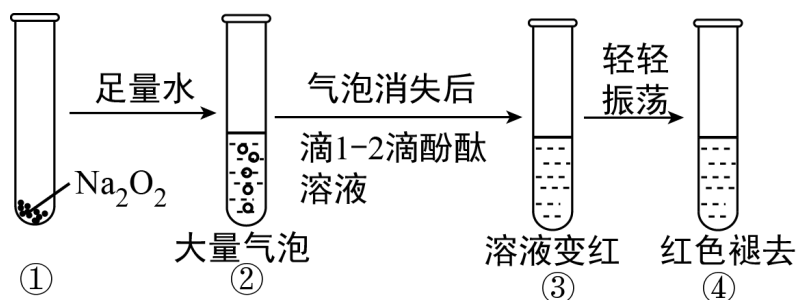 足量水
气泡消失后
轻轻
振荡
滴1-2滴酚酞
溶液
Na₂O₂
大量气泡
溶液变红
红色褪去
①
②
③
④